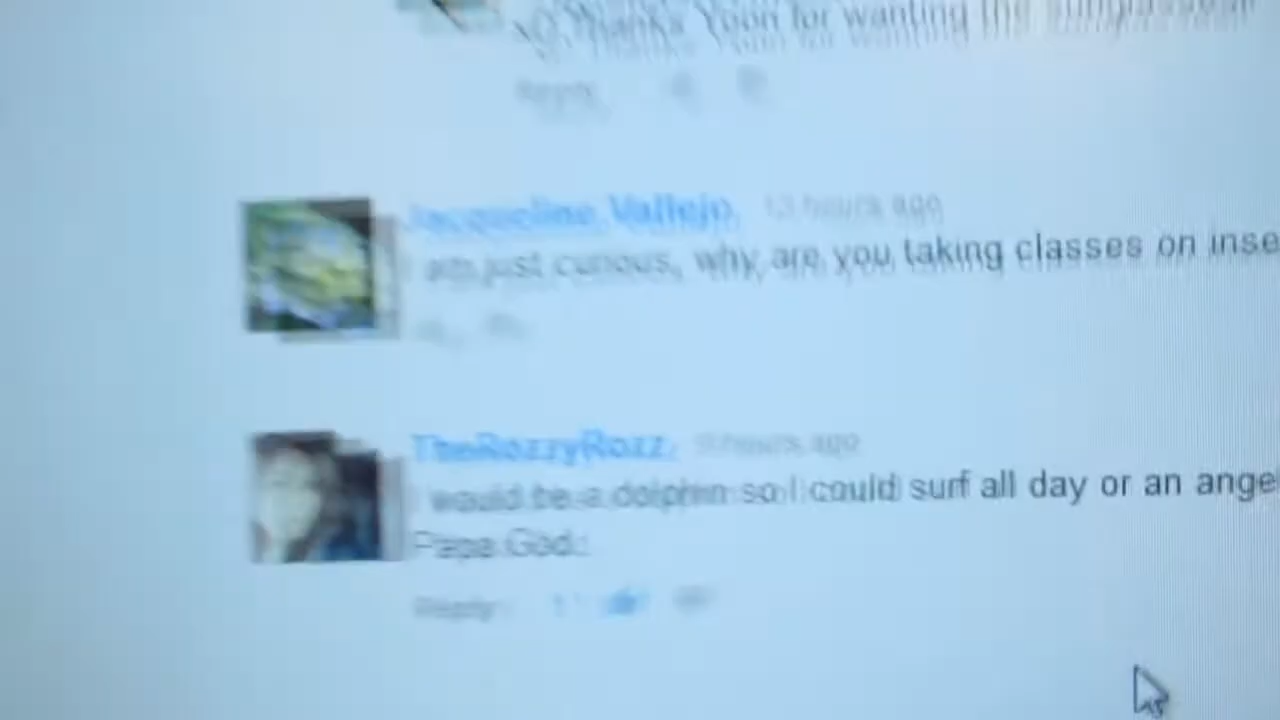 Thanks Yoon for wanting the sunglasses
Reply
Jacqueline Vallejo 13 hours ago
I am just curious, why are you taking classes on inse
TheRozzyRozz hours ago
I would be a dolphin so I could surf all day or an ange
Papa God.
Reply 1